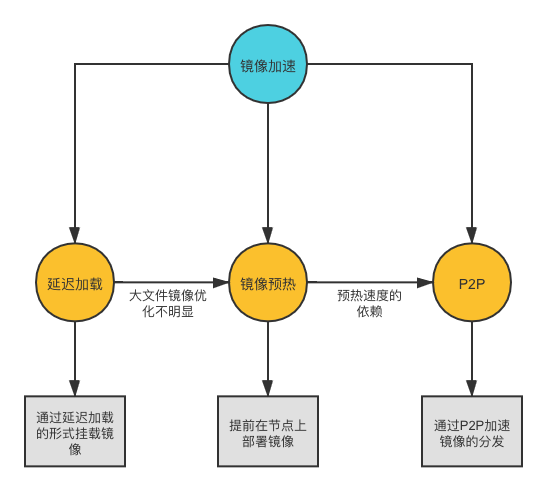 镜像加速
延迟加载
大文件镜像优
化不明显
镜像预热
预热速度的
依赖
P2P
通过延迟加载
的形式挂载镜
像
提前在节点上
部署镜像
通过P2P加速
镜像的分发